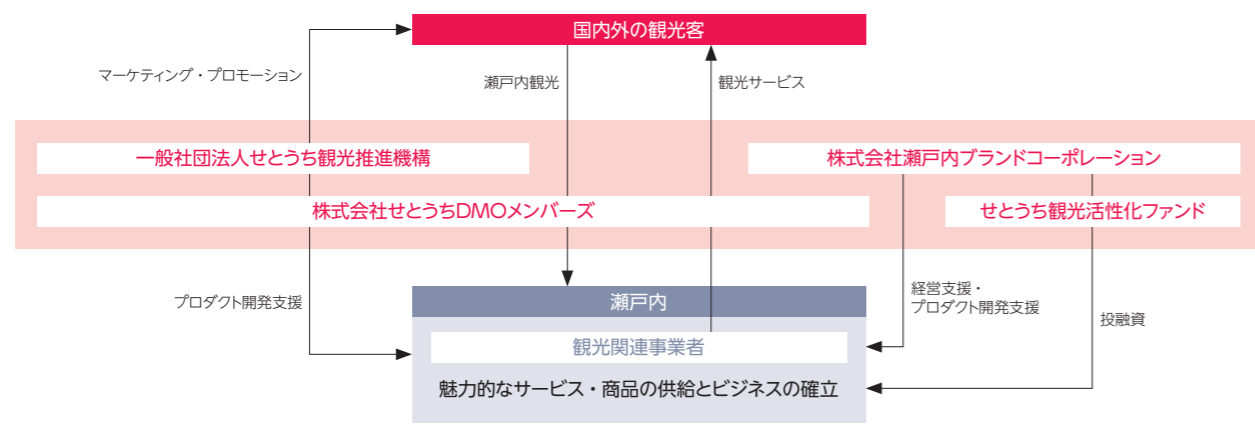 国内外の観光客
マーケティング・プロモーション
瀬戸内観光
観光サービス
一般社団法人せとうち観光推進機構
株式会社瀬戸内ブランドコーポレーション
株式会社せとうちDMOメンバーズ
せとうち観光活性化ファンド
プロダクト開発支援
経営支援・
プロダクト開発支援
投融資
瀬戸内
観光関連事業者
魅力的なサービス・商品の供給とビジネスの確立